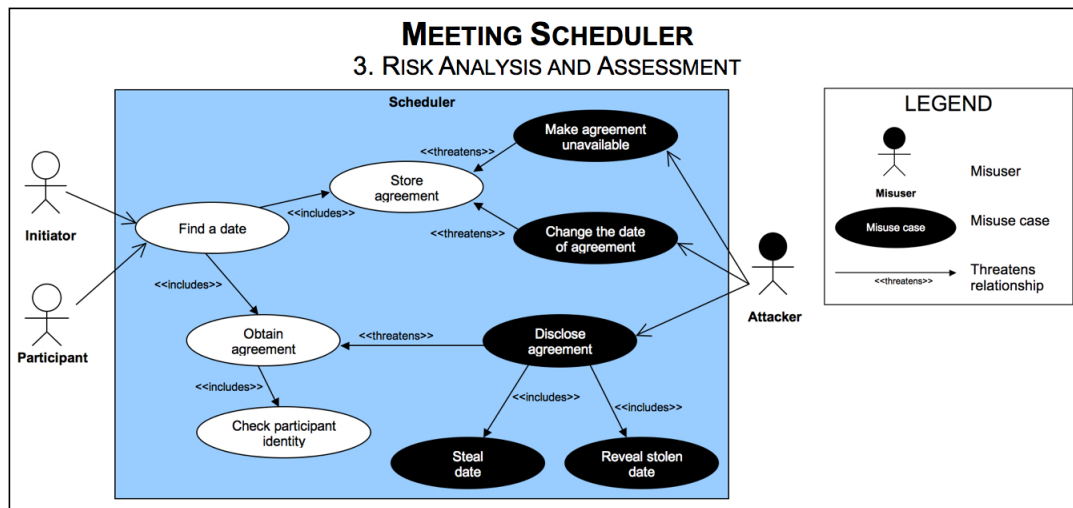 MEETING SCHEDULER
3. RISK ANALYSIS AND ASSESSMENT
Scheduler
LEGEND
Make agreement
unavailable
<<threatens>>
Store
agreement
Misuser
Misuser
<<includes>>
Initiator
Find a date
<<threatens>>
Change the date
of agreement
Misuse case
Misuse case
<<includes>>
Threatens
relationship
<<threatens>>
Attacker
Participant
Obtain
agreement
<<threatens>>
Disclose
agreement
<<includes>>
<<includes>>
<<includes>>
Check participant
identity
Steal
date
Reveal stolen
date